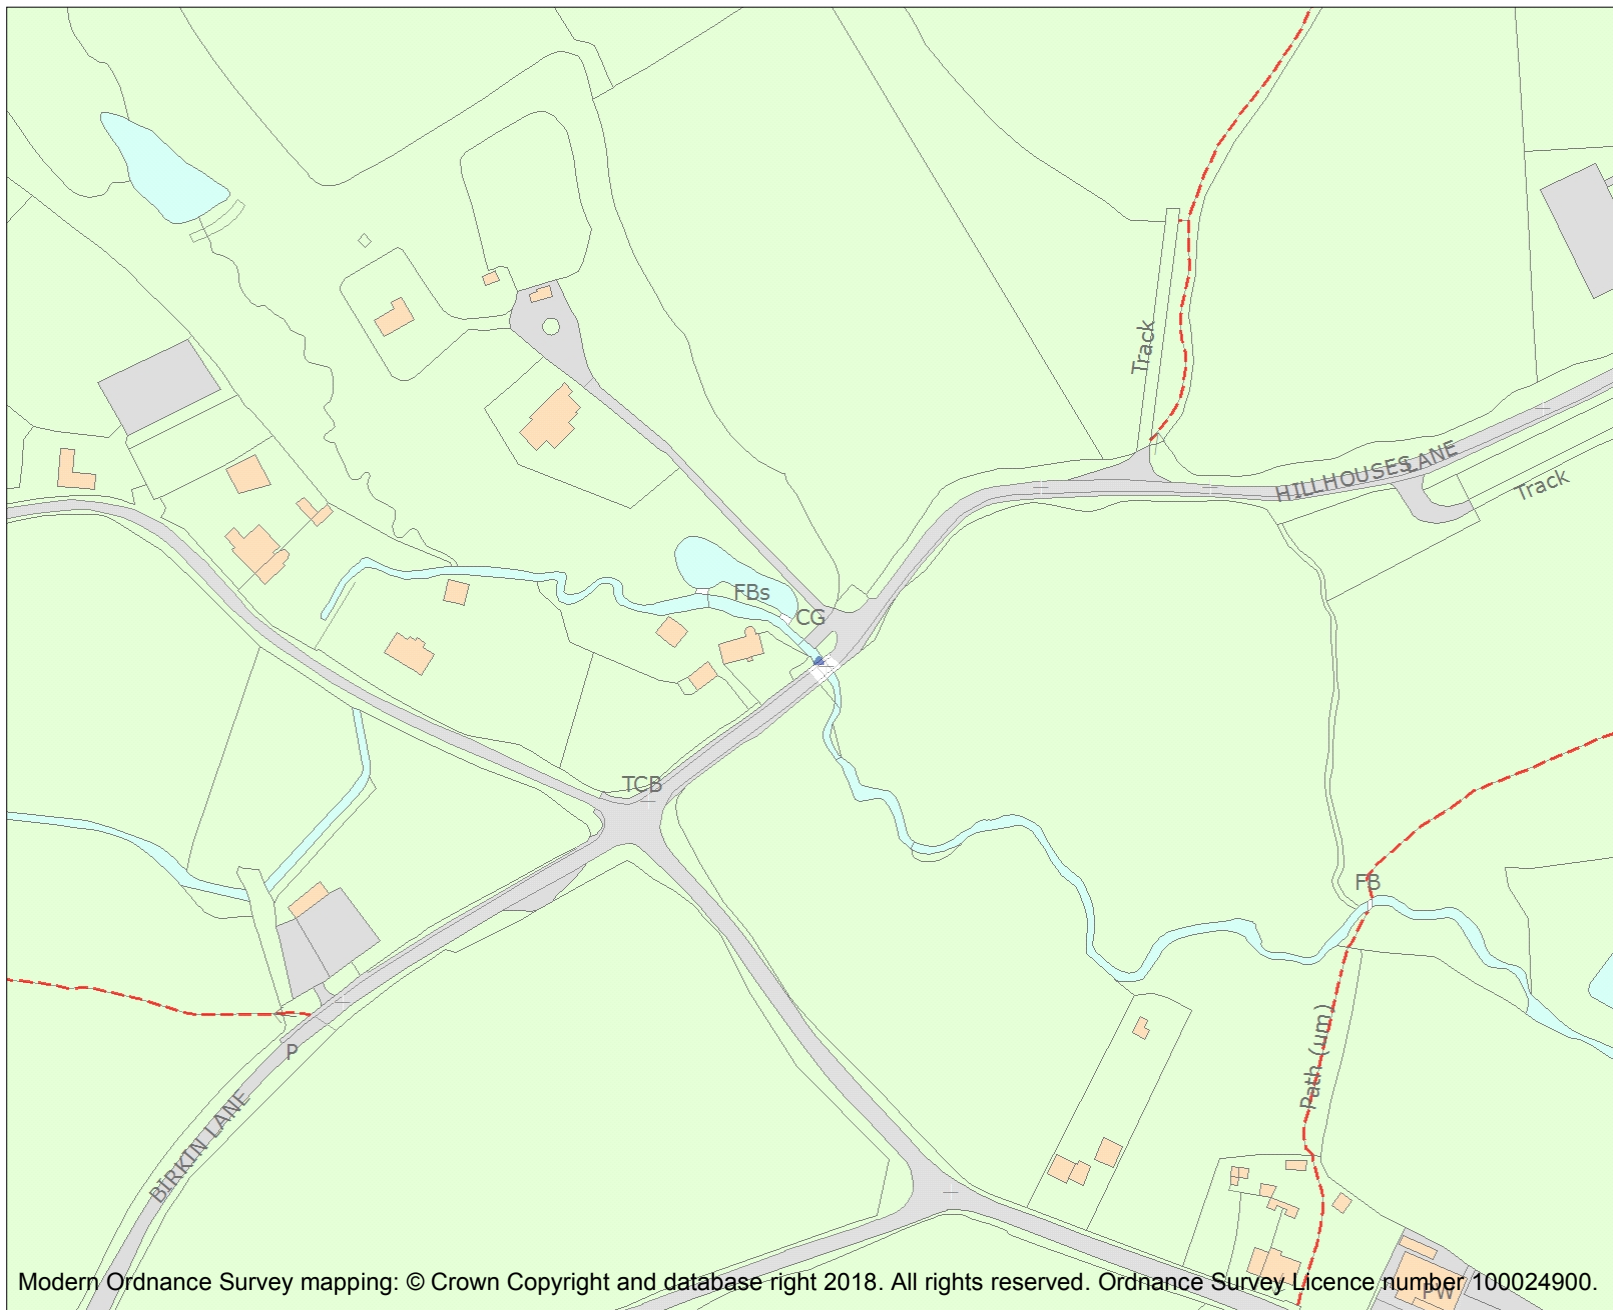 Track
HILLHOUSES LANE
Track
FBs
CG
TCB
FB
Path (um)
P
BIRKIN LANE
PW
Modern Ordnance Survey mapping: © Crown Copyright and database right 2018. All rights reserved. Ordnance Survey Licence number 100024900.